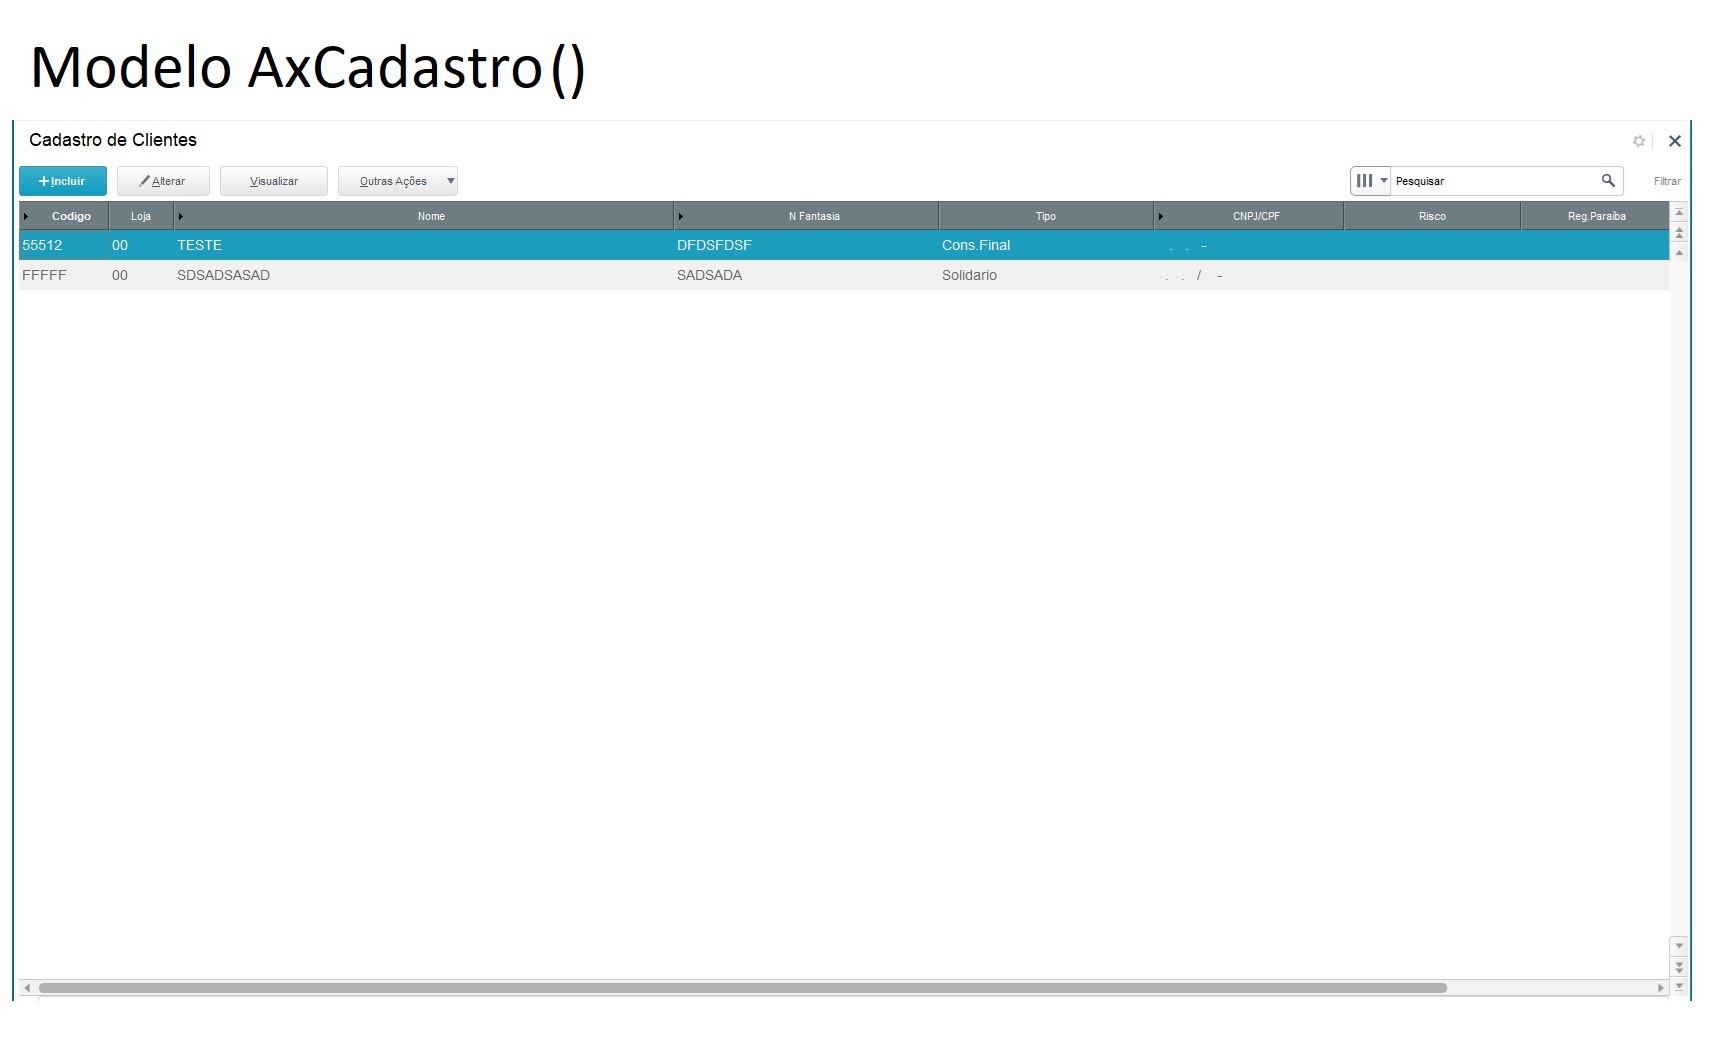 Modelo AxCadastro()
Cadastro de Clientes
Incluir Alterar Visualizar Outras Ações Pesquisar Filtrar
Codigo Loja Nome N Fantasia Tipo CNPJ/CPF Risco Reg.Paraíba
55512 00 TESTE DFDSFDSF Cons.Final . . -
FFFFF 00 SDSADSASAD SADSADA Solidario . . / -